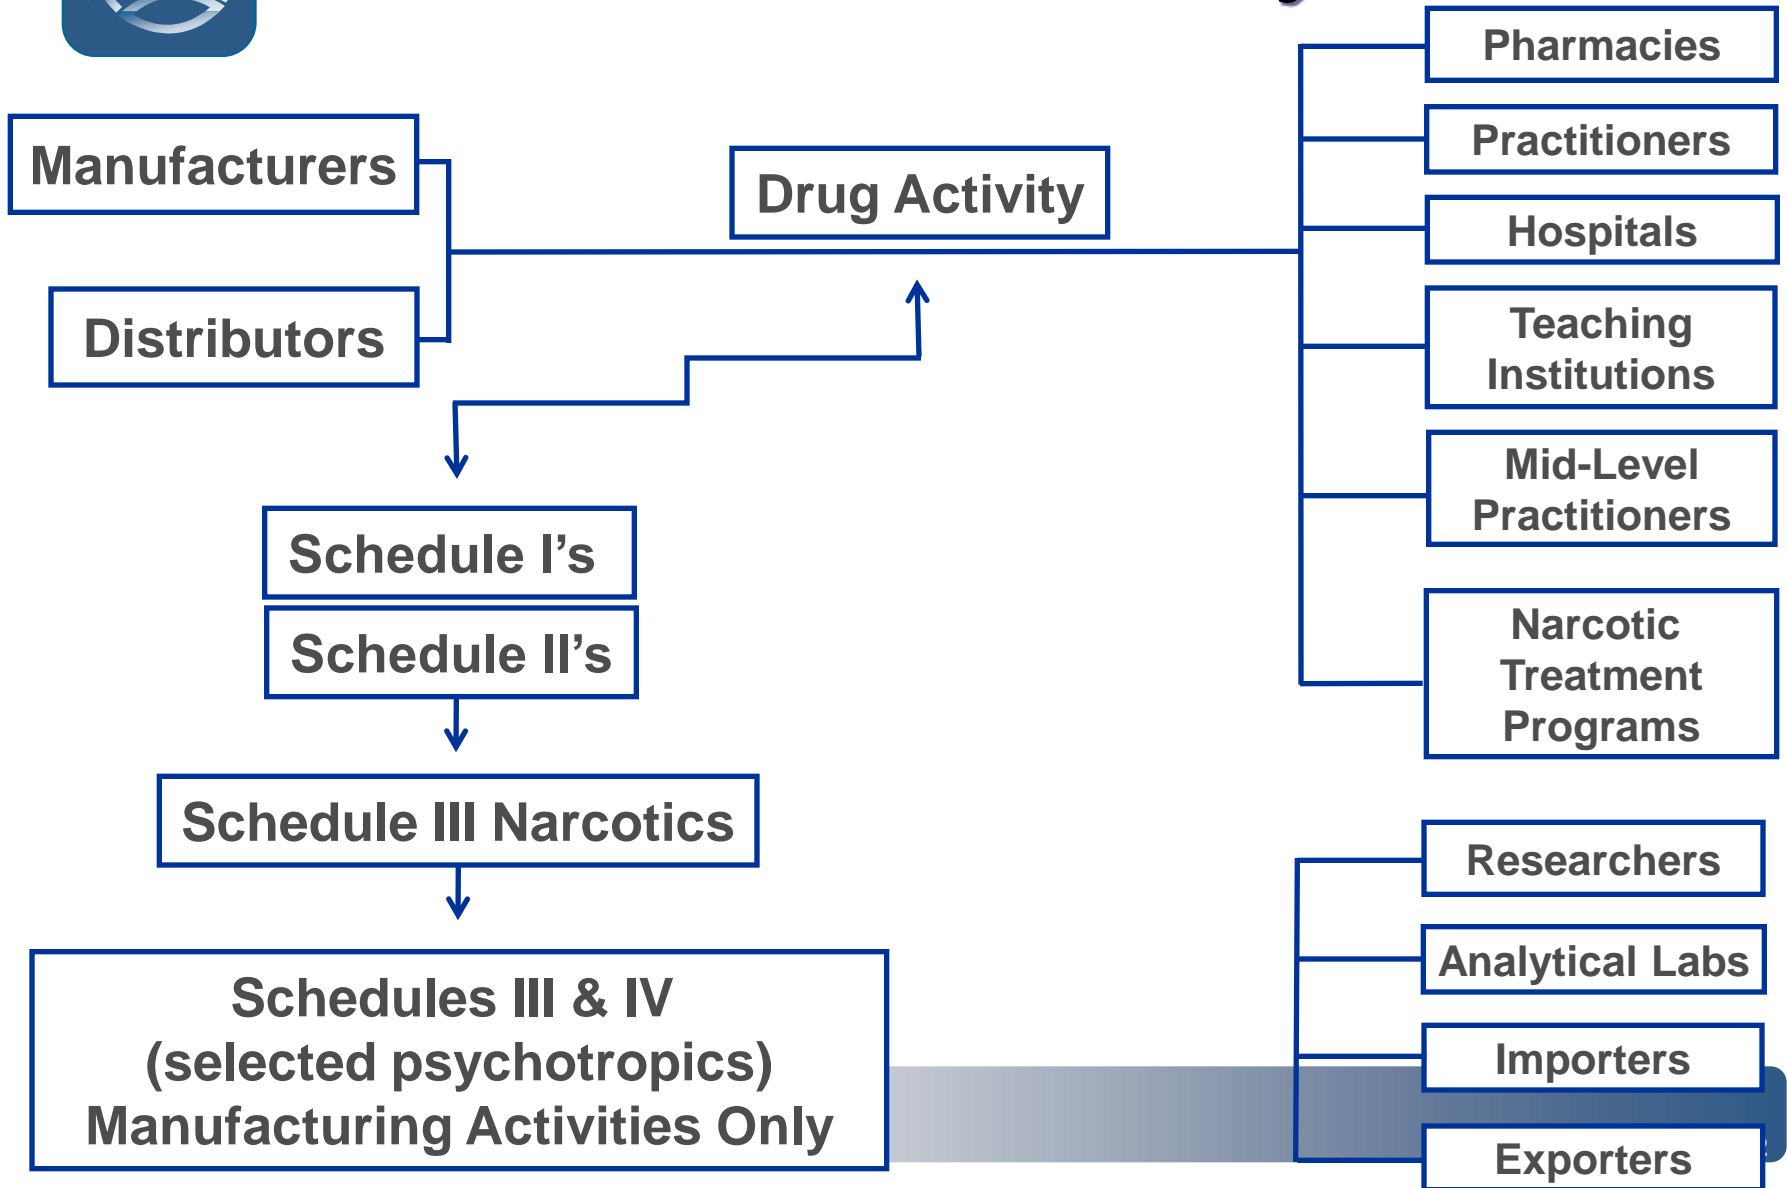 Manufacturers
Distributors
Drug Activity
Schedule I's
Schedule II's
Schedule III Narcotics
Schedules III & IV
(selected psychotropics)
Manufacturing Activities Only
Pharmacies
Practitioners
Hospitals
Teaching
Institutions
Mid-Level
Practitioners
Narcotic
Treatment
Programs
Researchers
Analytical Labs
Importers
Exporters